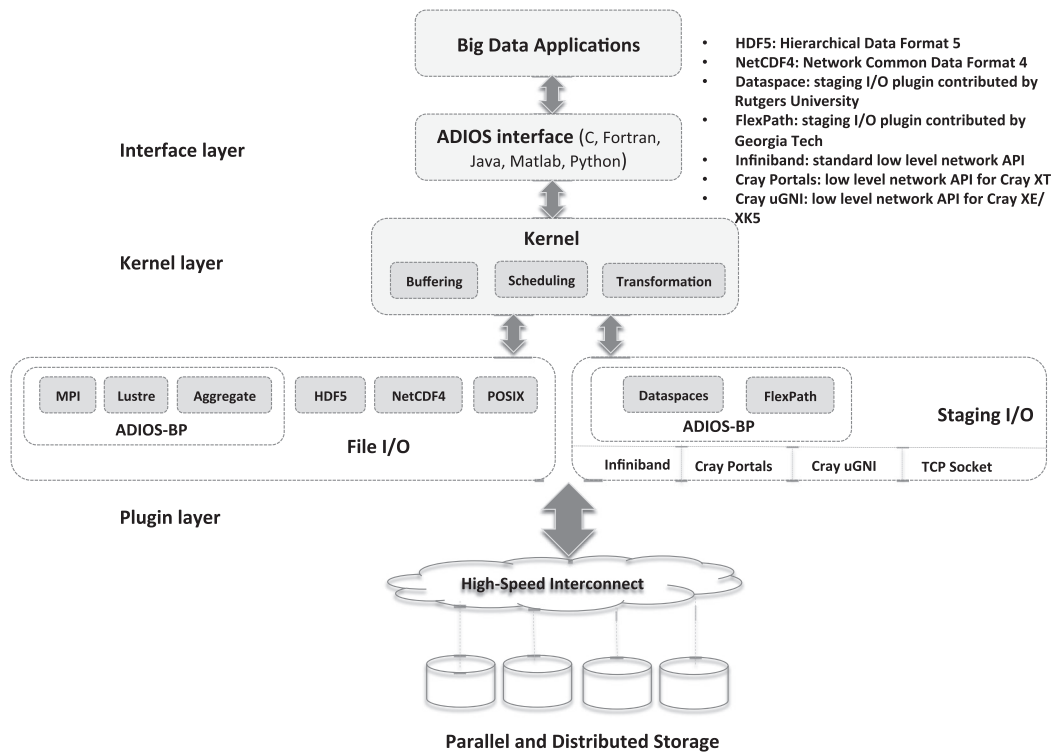 Big Data Applications
• HDF5: Hierarchical Data Format 5
• NetCDF4: Network Common Data Format 4
• Dataspace: staging I/O plugin contributed by
Rutgers University
• FlexPath: staging I/O plugin contributed by
Georgia Tech
• Infiniband: standard low level network API
• Cray Portals: low level network API for Cray XT
• Cray uGNI: low level network API for Cray XE/
XK5
Interface layer
ADIOS interface (C, Fortran,
Java, Matlab, Python)
Kernel layer
Kernel
Buffering
Scheduling
Transformation
MPI
Lustre
Aggregate
ADIOS-BP
HDF5
NetCDF4
POSIX
File I/O
Dataspaces
FlexPath
ADIOS-BP
Staging I/O
Infiniband
Cray Portals
Cray uGNI
TCP Socket
Plugin layer
High-Speed Interconnect
Parallel and Distributed Storage